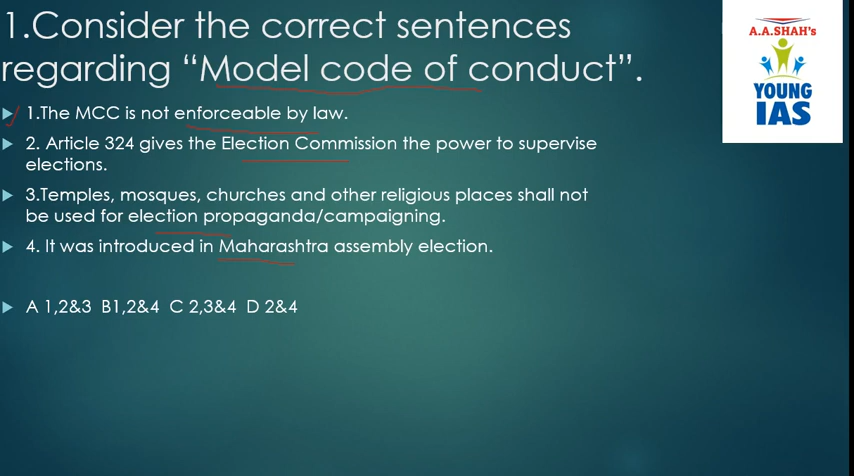 1.Consider the correct sentences
regarding “Model code of conduct”.
1.The MCC is not enforceable by law.
2. Article 324 gives the Election Commission the power to supervise
elections.
3.Temples, mosques, churches and other religious places shall not
be used for election propaganda/campaigning.
4. It was introduced in Maharashtra assembly election.
A 1,2&3 B1,2&4 C 2,3&4 D 2&4
A.A.SHAH's
YOUNG
IAS